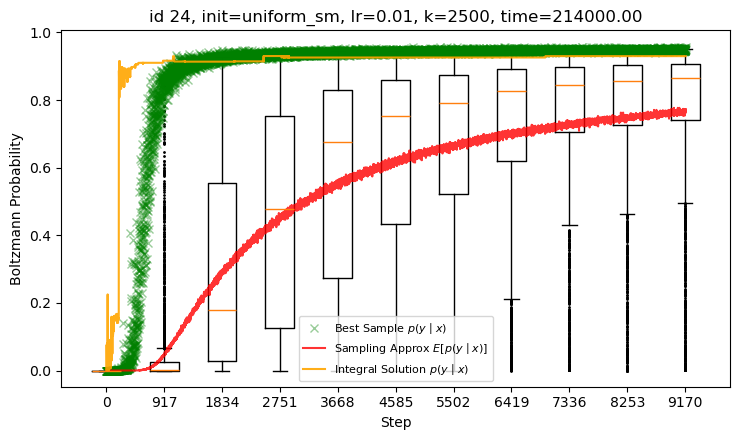 id 24, init=uniform_sm, lr=0.01, k=2500, time=214000.00
Boltzmann Probability
1.0
0.8
0.6
0.4
0.2
0.0
Best Sample p(y | x)
Sampling Approx E[p(y | x)]
Integral Solution p(y | x)
0 917 1834 2751 3668 4585 5502 6419 7336 8253 9170
Step